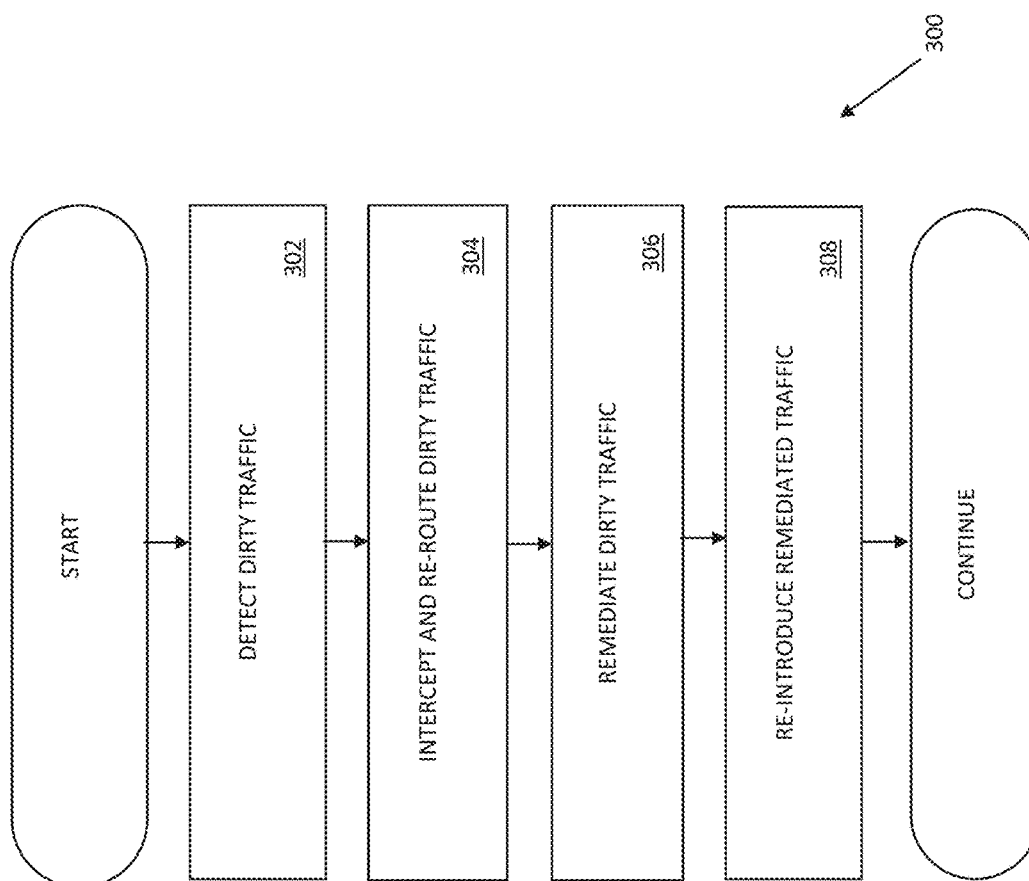 START
DETECT DIRTY TRAFFIC
302
INTERCEPT AND RE-ROUTE DIRTY TRAFFIC
304
REMEDIATE DIRTY TRAFFIC
306
RE-INTRODUCE REMEDIATED TRAFFIC
308
CONTINUE
300